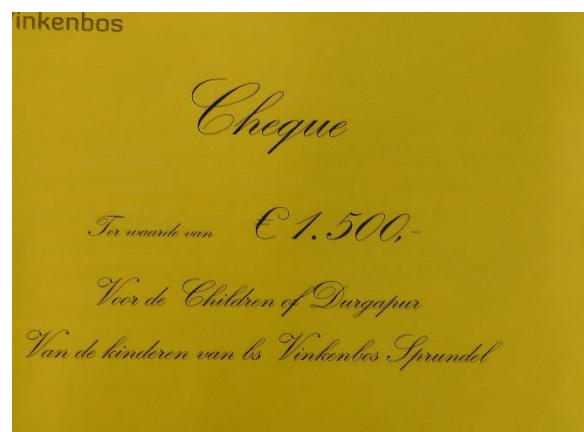 inkenbos
Cheque
Ter waarde van € 1.500,-
Voor de Children of Durgapur
Van de kinderen van bs Vinkenbos Sprundel